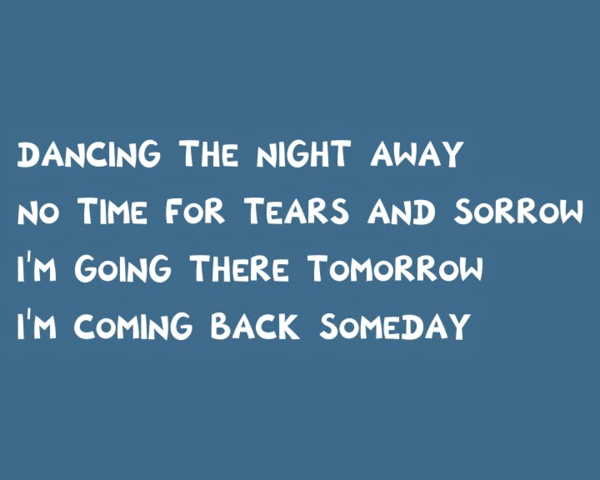 DANCING THE NIGHT AWAY
NO TIME FOR TEARS AND SORROW
I'M GOING THERE TOMORROW
I'M COMING BACK SOMEDAY